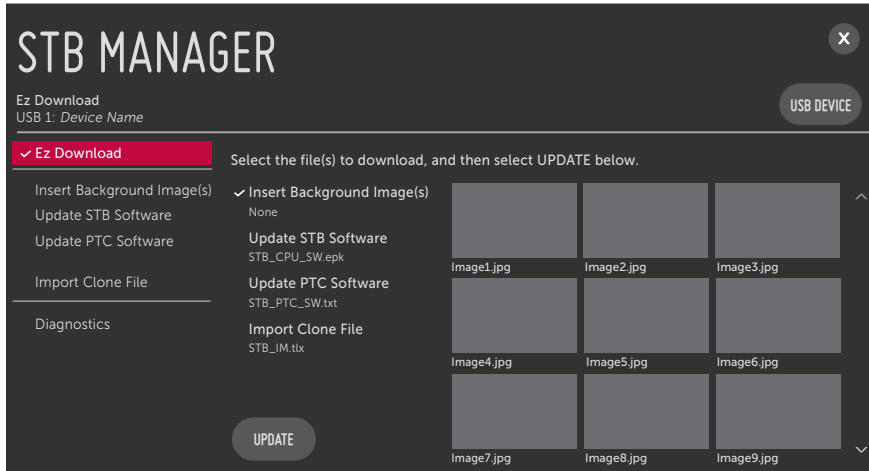 STB MANAGER
X
Ez Download
USB 1: Device Name
USB DEVICE
Ez Download
Insert Background Image(s)
Update STB Software
Update PTC Software
Import Clone File
Diagnostics
Select the file(s) to download, and then select UPDATE below.
Insert Background Image(s)
None
Update STB Software
STB_CPU_SW.epk
Update PTC Software
STB_PTC_SW.txt
Import Clone File
STB_IM.tlx
UPDATE
Image1.jpg
Image2.jpg
Image3.jpg
Image4.jpg
Image5.jpg
Image6.jpg
Image7.jpg
Image8.jpg
Image9.jpg